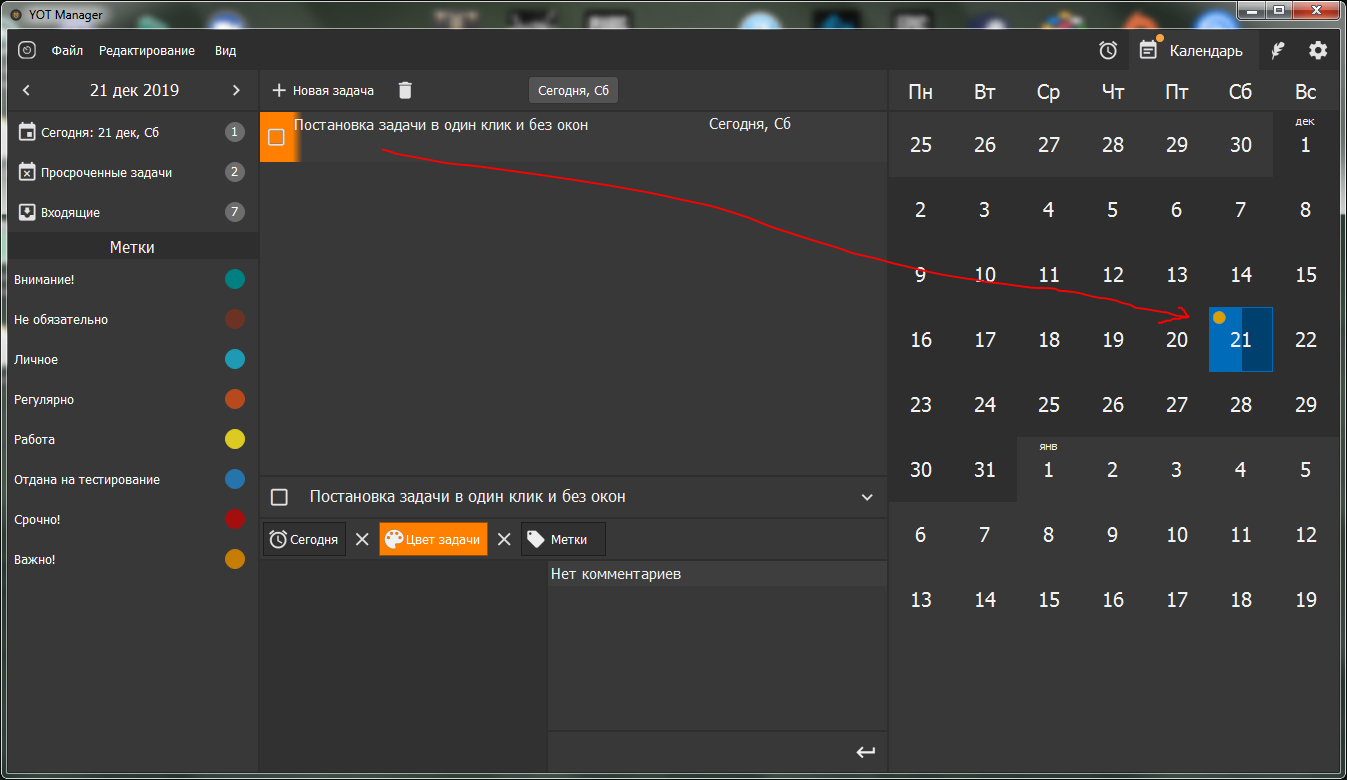 YOT Manager
Файл Редактирование Вид
Календарь
21 дек 2019
Сегодня: 21 дек, Сб 1
Просроченные задачи 2
Входящие 7
Метки
Внимание!
Не обязательно
Личное
Регулярно
Работа
Отдана на тестирование
Срочно!
Важно!
Новая задача
Сегодня, Сб
Постановка задачи в один клик и без окон Сегодня, Сб
Постановка задачи в один клик и без окон
Сегодня Цвет задачи Метки
Нет комментариев
Пн Вт Ср Чт Пт Сб Вс
дек
25 26 27 28 29 30 1
2 3 4 5 6 7 8
9 10 11 12 13 14 15
16 17 18 19 20 21 22
23 24 25 26 27 28 29
янв
30 31 1 2 3 4 5
6 7 8 9 10 11 12
13 14 15 16 17 18 19